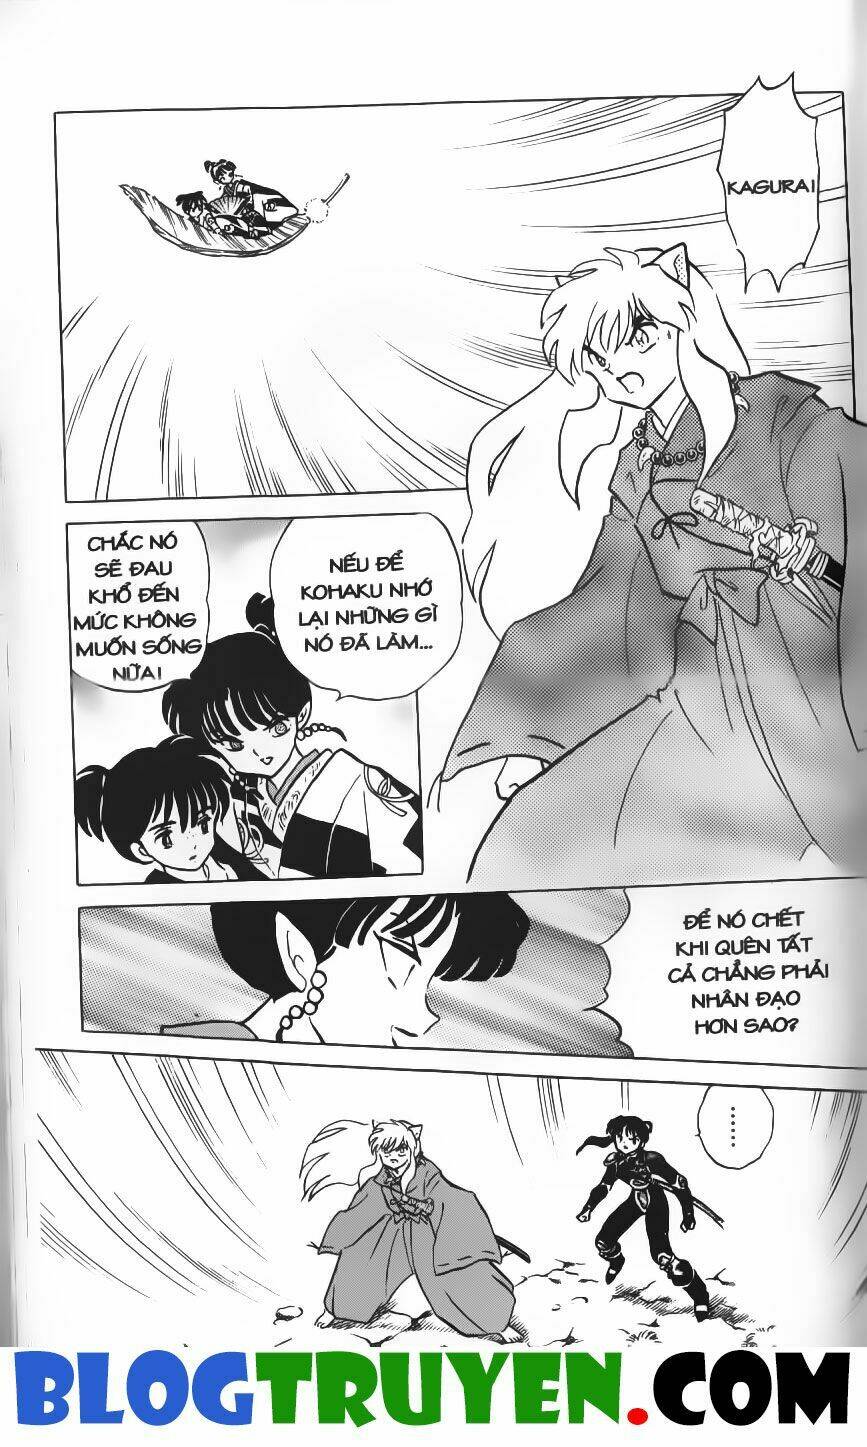 KAGURA!
NẾU ĐỂ
KOHAKU NHỚ
LẠI NHỮNG GÌ
NÓ ĐÃ LÀM...
CHẮC NÓ
SẼ ĐAU
KHỔ ĐẾN
MỨC KHÔNG
MUỐN SỐNG
NỮA!
ĐỂ NÓ CHẾT
KHI QUÊN TẤT
CẢ CHẲNG PHẢI
NHÂN ĐẠO
HƠN SAO?
......
BLOGTRUYEN.COM